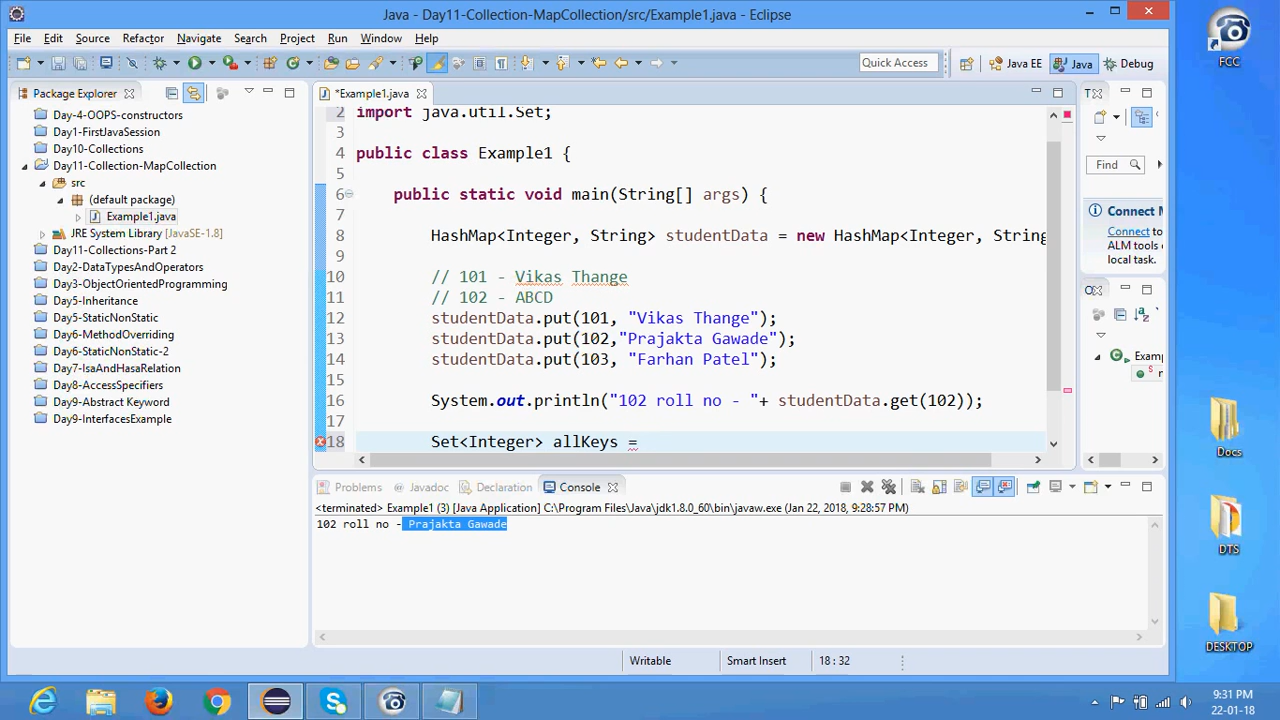 Java - Day11-Collection-MapCollection/src/Example1.java - Eclipse
File Edit Source Refactor Navigate Search Project Run Window Help
Quick Access Java EE Java Debug
Package Explorer
Day-4-OOPS-constructors
Day1-FirstJavaSession
Day10-Collections
Day11-Collection-MapCollection
src
(default package)
Example1.java
JRE System Library [JavaSE-1.8]
Day11-Collections-Part 2
Day2-DataTypesAndOperators
Day3-ObjectOrientedProgramming
Day5-Inheritance
Day5-StaticNonStatic
Day6-MethodOverriding
Day6-StaticNonStatic-2
Day7-IsaAndHasaRelation
Day8-AccessSpecifiers
Day9-Abstract Keyword
Day9-InterfacesExample
*Example1.java
2 import java.util.Set;
3
4 public class Example1 {
5
6 public static void main(String[] args) {
7
8 HashMap<Integer, String> studentData = new HashMap<Integer, String
9
10 // 101 - Vikas Thange
11 // 102 - ABCD
12 studentData.put(101, "Vikas Thange");
13 studentData.put(102,"Prajakta Gawade");
14 studentData.put(103, "Farhan Patel");
15
16 System.out.println("102 roll no - "+ studentData.get(102));
17
18 Set<Integer> allKeys =
Find
Connect M
Connect to
ALM tools o
local task.
Examp
Problems Javadoc Declaration Console
<terminated> Example1 (3) [Java Application] C:\Program Files\Java\jdk1.8.0_60\bin\javaw.exe (Jan 22, 2018, 9:28:57 PM)
102 roll no - Prajakta Gawade
Writable Smart Insert 18 : 32
FCC
Docs
DTS
DESKTOP
9:31 PM
22-01-18